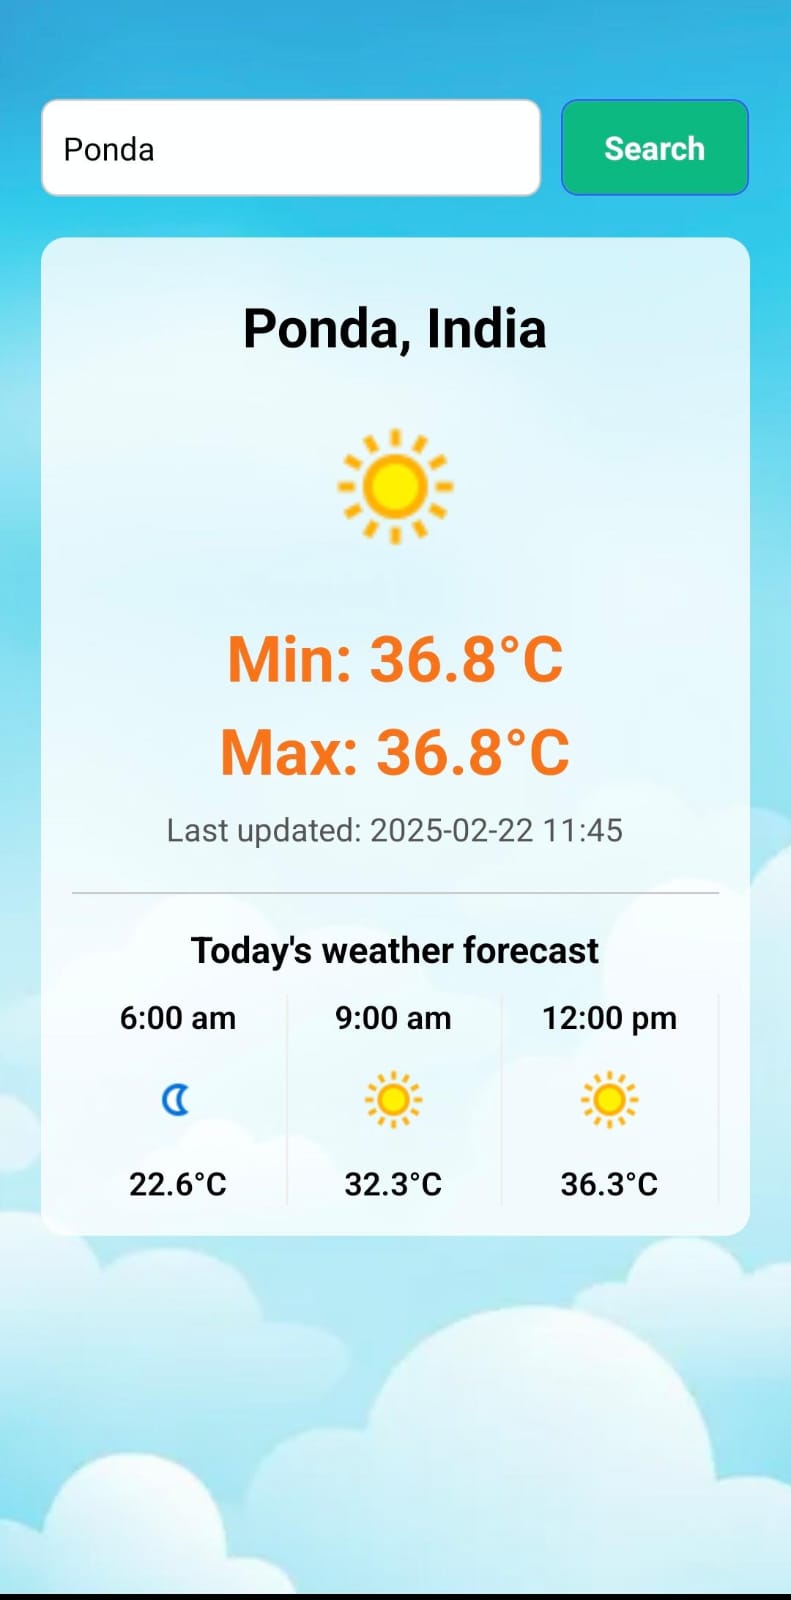 Ponda
Search
Ponda, India
Min: 36.8°C
Max: 36.8°C
Last updated: 2025-02-22 11:45
Today's weather forecast
6:00 am 9:00 am 12:00 pm
22.6°C 32.3°C 36.3°C